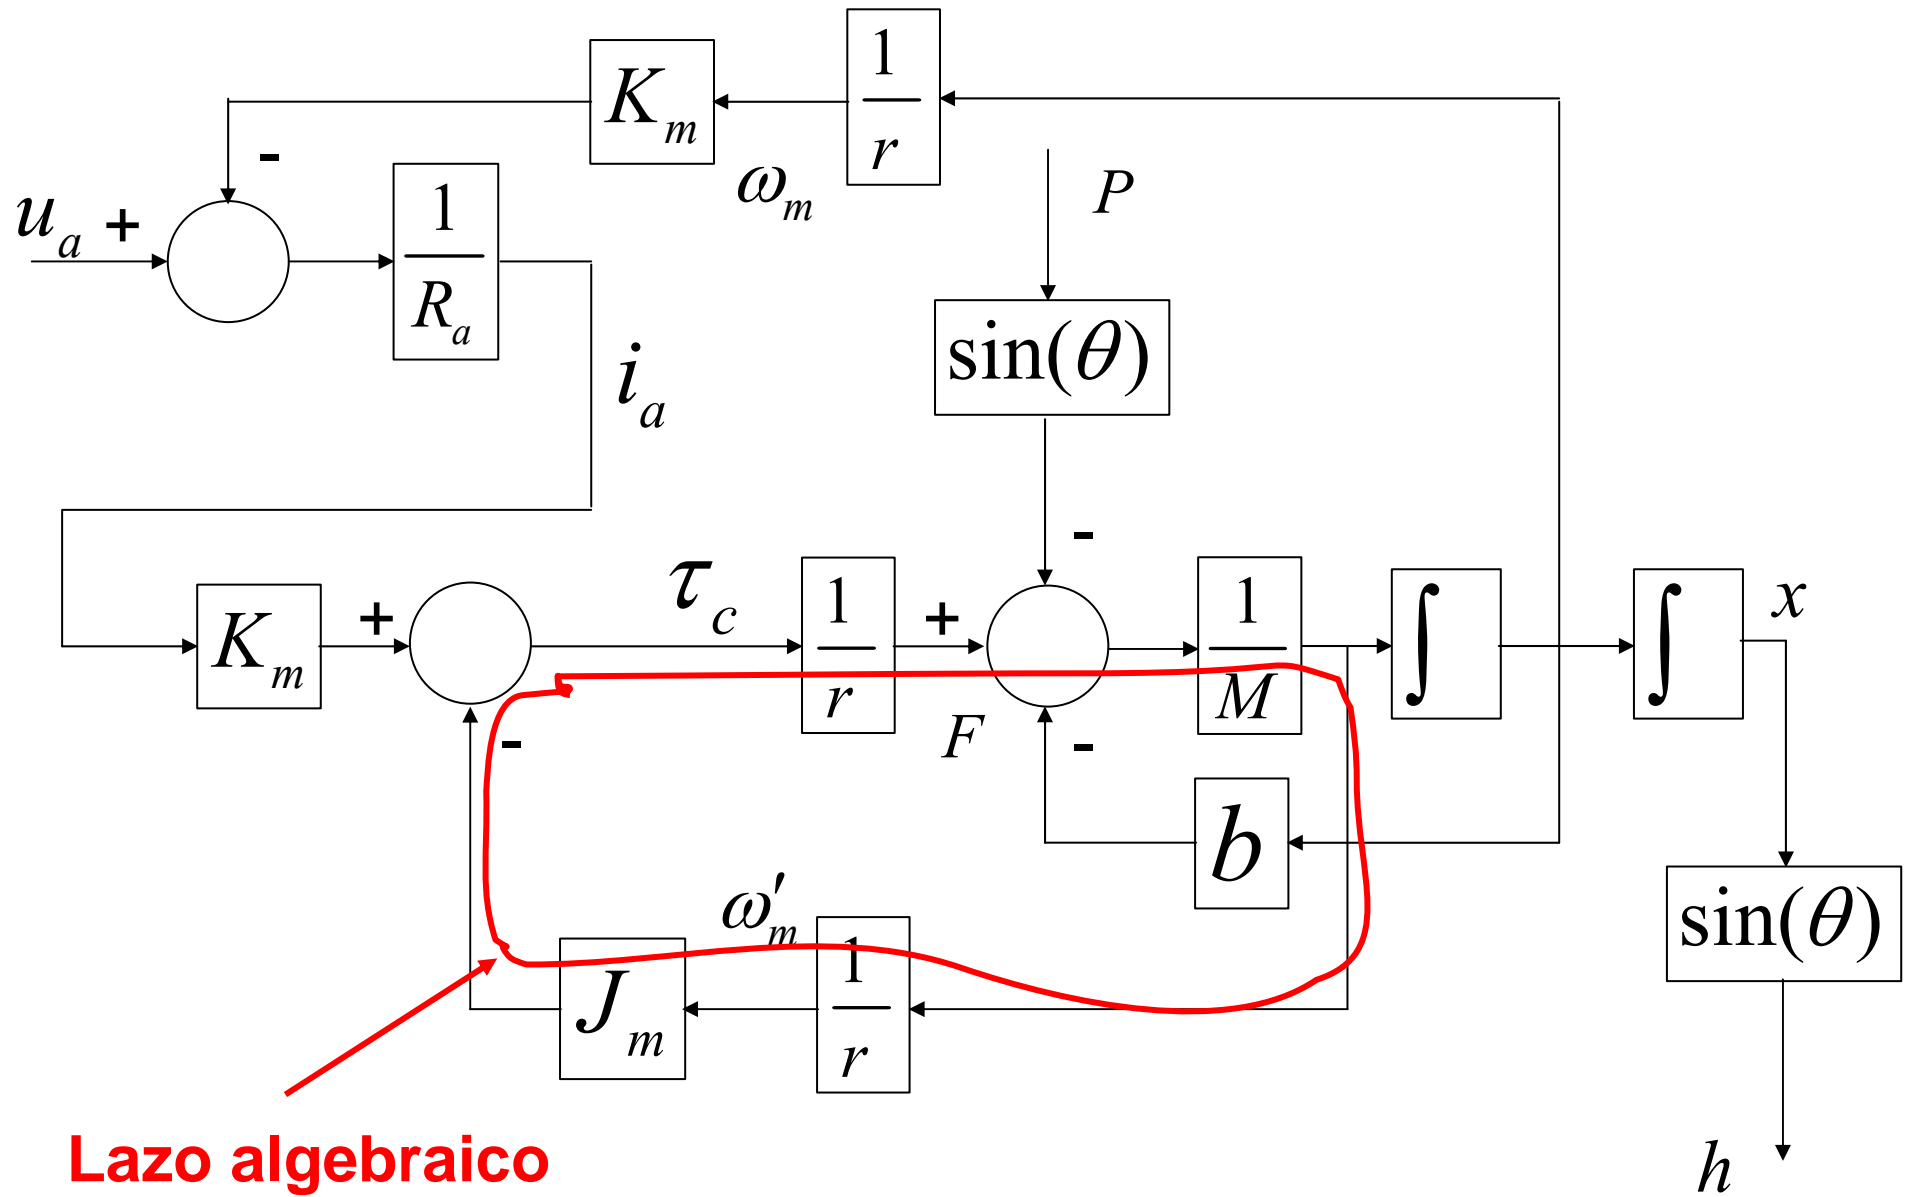 1/r
K_m
-
ω_m
P
u_a +
1/R_a
sin(θ)
i_a
-
K_m
+
τ_c
1/r
+
1/M
∫
∫
x
-
F
-
b
ω′_m
J_m
1/r
sin(θ)
Lazo algebraico
h